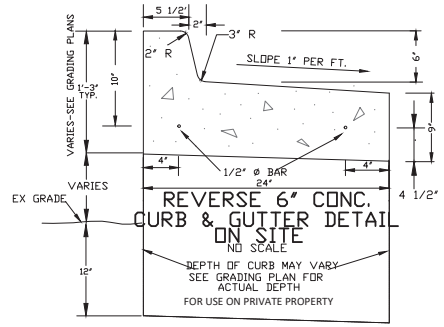 5 1/2'
2"
3" R
2" R
SLOPE 1" PER FT.
6"
VARIES-SEE GRADING PLANS
1'-3"
TYP.
10"
9"
4"
1/2" Ø BAR
4"
24"
4 1/2"
VARIES
EX GRADE
REVERSE 6" CONC.
CURB & GUTTER DETAIL
ON SITE
NO SCALE
12"
DEPTH OF CURB MAY VARY
SEE GRADING PLAN FOR
ACTUAL DEPTH
FOR USE ON PRIVATE PROPERTY